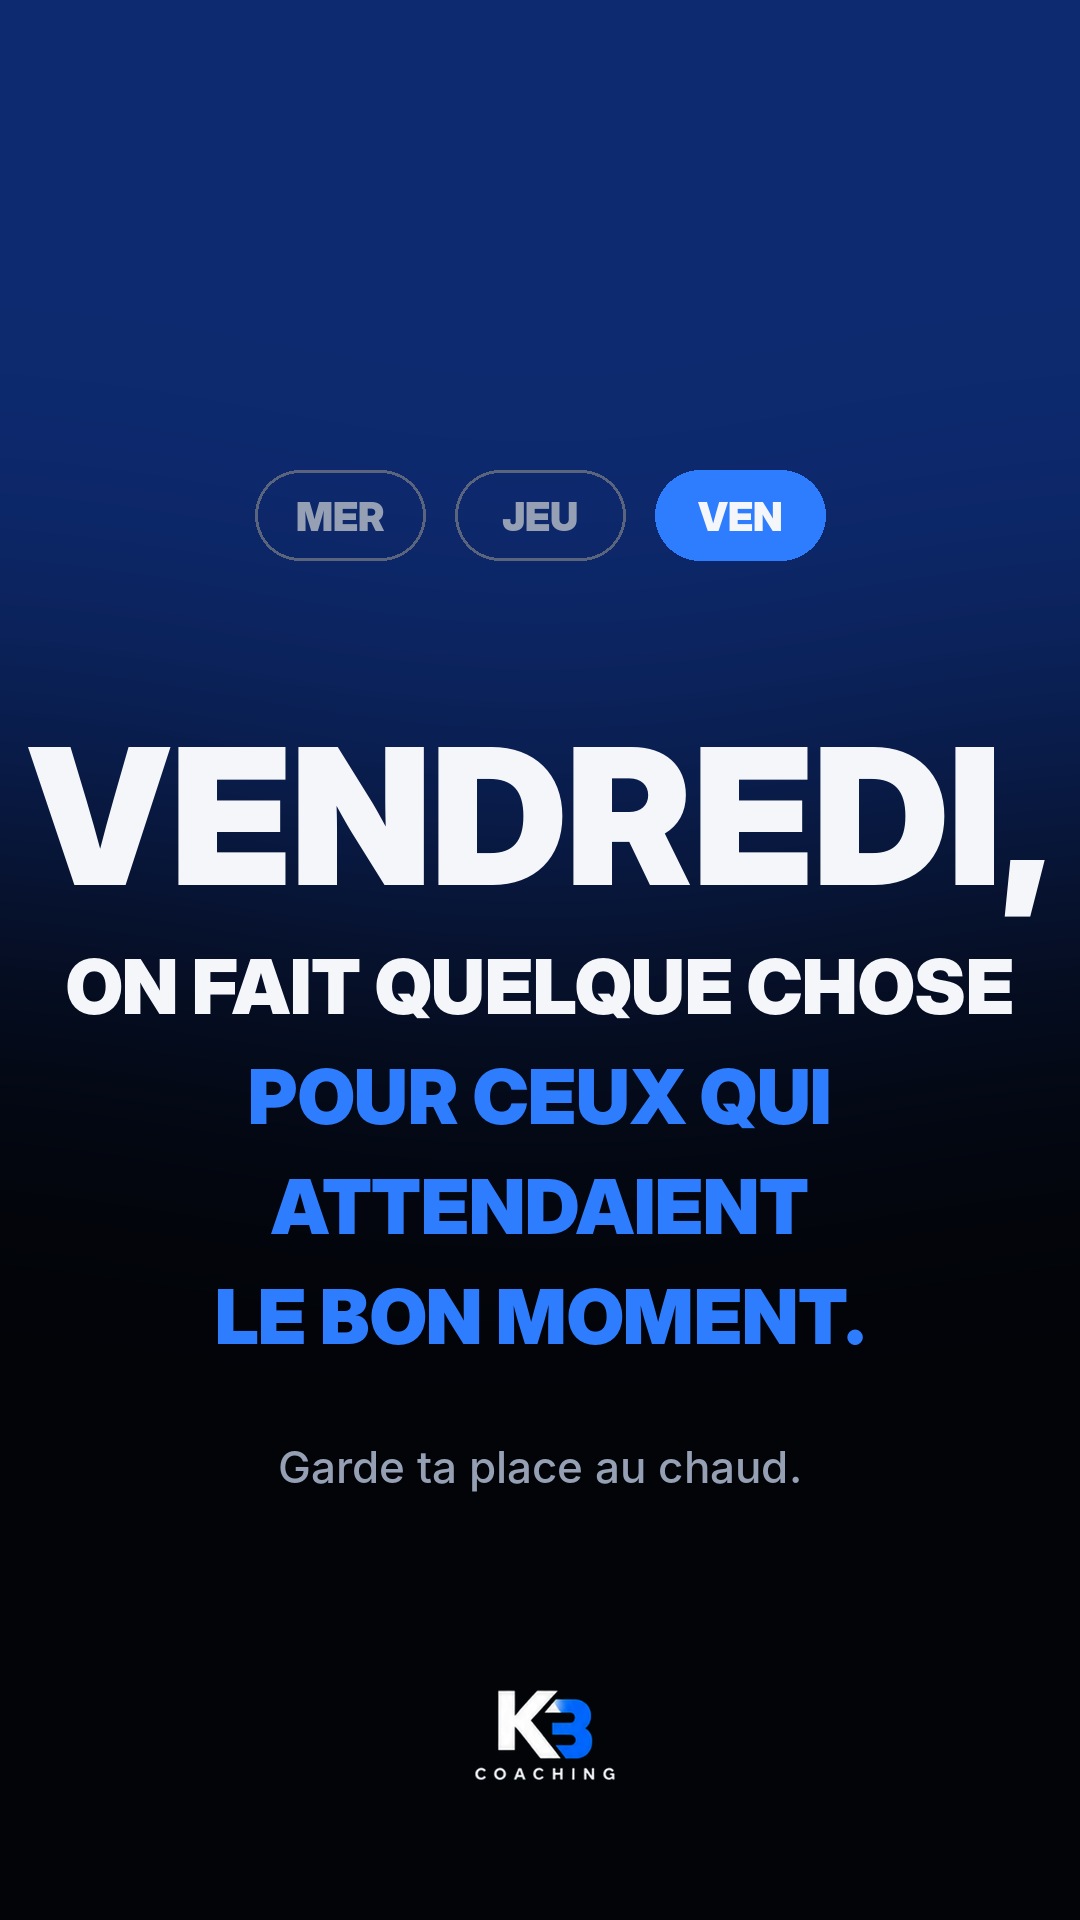 MER JEU VEN
VENDREDI,
ON FAIT QUELQUE CHOSE
POUR CEUX QUI
ATTENDAIENT
LE BON MOMENT.
Garde ta place au chaud.
K3
COACHING